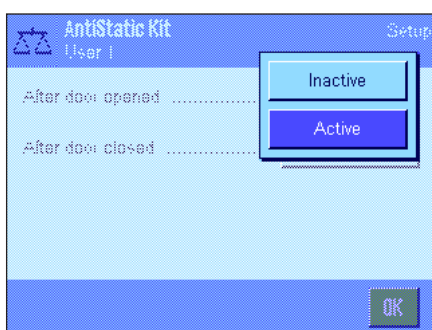 AntiStatic Kit
Setup
User 1
After door opened ..............
Inactive
Active
After door closed ..............
OK